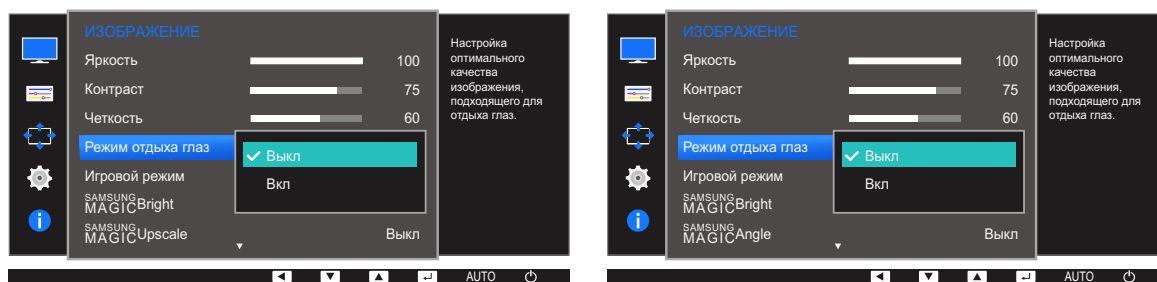 ИЗОБРАЖЕНИЕ
Яркость 100
Контраст 75
Четкость 60
Режим отдыха глаз
Выкл
Игровой режим
Вкл
SAMSUNG
MAGICBright
SAMSUNG
MAGICUpscale Выкл
Настройка
оптимального
качества
изображения,
подходящего для
отдыха глаз.
AUTO
ИЗОБРАЖЕНИЕ
Яркость 100
Контраст 75
Четкость 60
Режим отдыха глаз
Выкл
Игровой режим
Вкл
SAMSUNG
MAGICBright
SAMSUNG
MAGICAngle Выкл
Настройка
оптимального
качества
изображения,
подходящего для
отдыха глаз.
AUTO